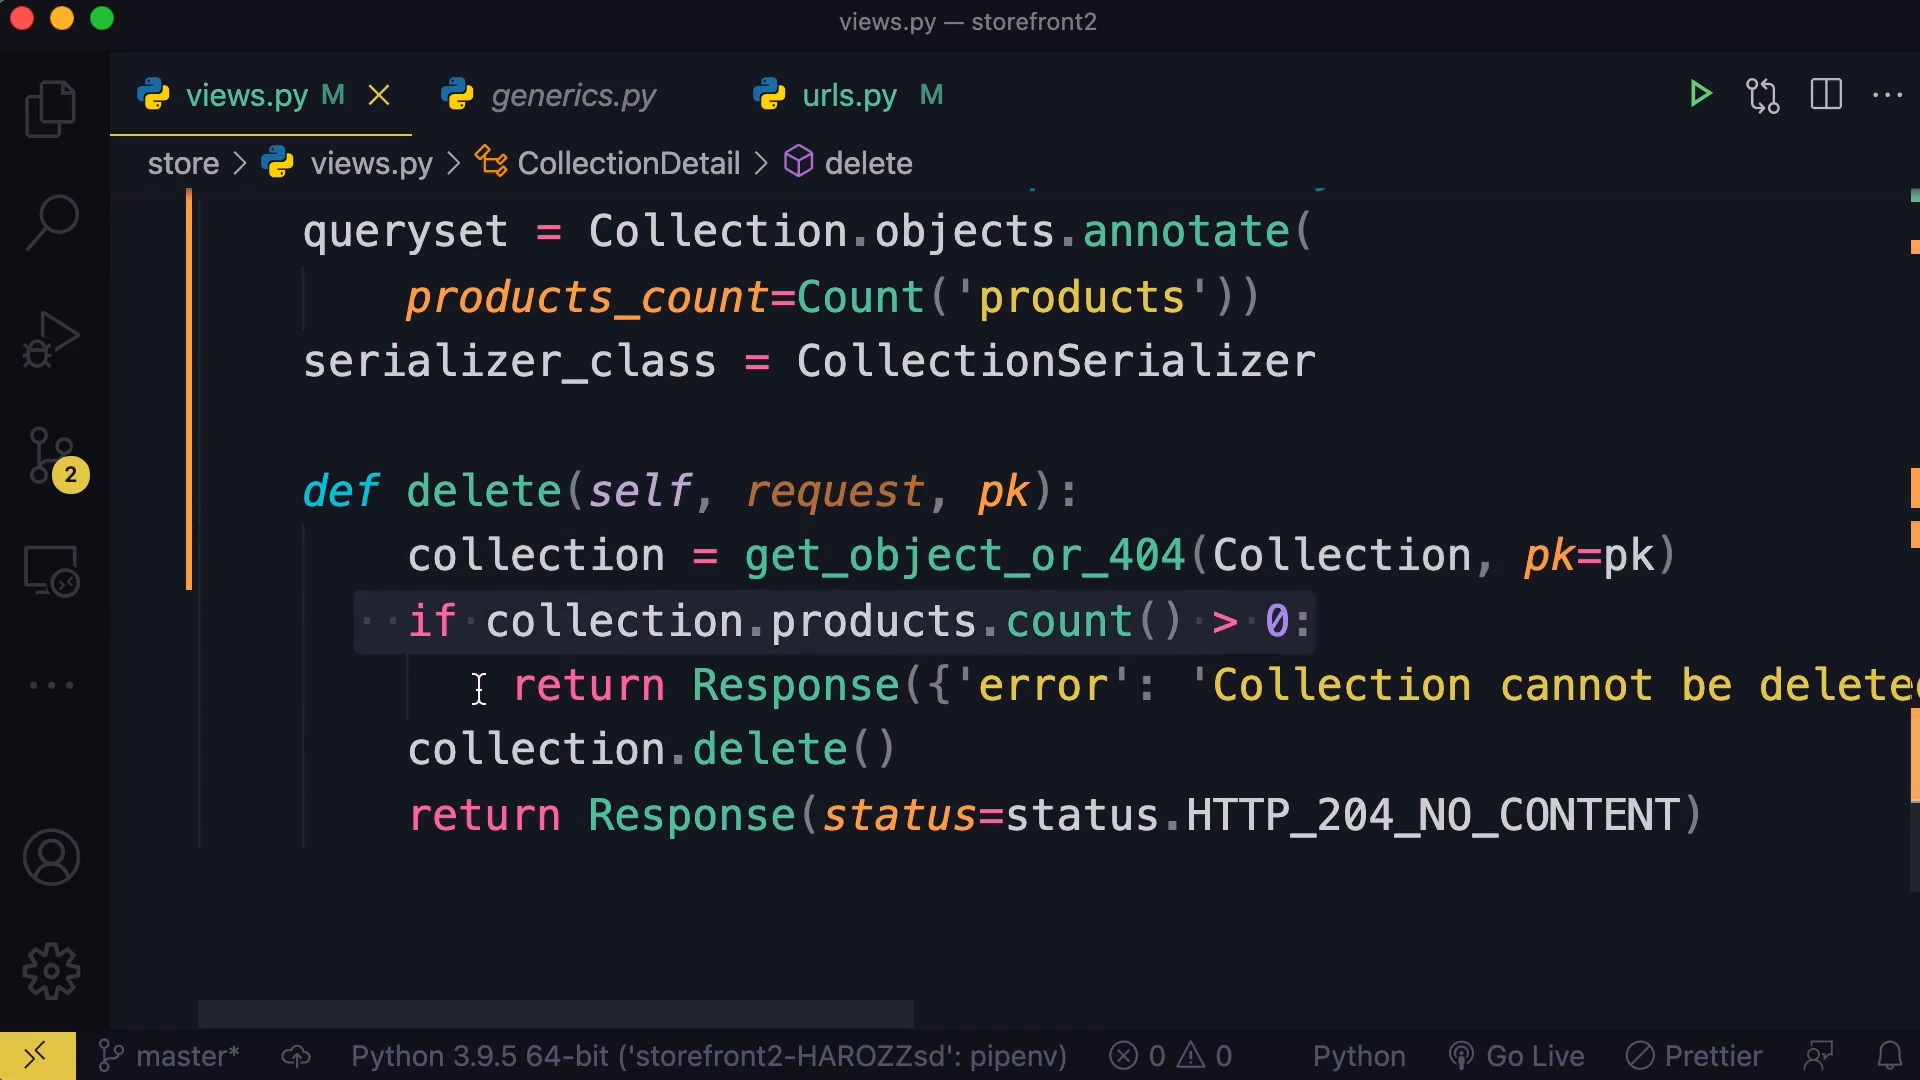 views.py — storefront2
views.py M generics.py urls.py M
store > views.py > CollectionDetail > delete
queryset = Collection.objects.annotate(
products_count=Count('products'))
serializer_class = CollectionSerializer
def delete(self, request, pk):
collection = get_object_or_404(Collection, pk=pk)
if collection.products.count() > 0:
return Response({'error': 'Collection cannot be deleted
collection.delete()
return Response(status=status.HTTP_204_NO_CONTENT)
2
master* Python 3.9.5 64-bit ('storefront2-HAROZZsd': pipenv) 0 0 Python Go Live Prettier